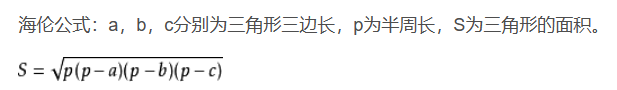 海伦公式：a，b，c分别为三角形三边长，p为半周长，S为三角形的面积。
S = √p(p − a)(p − b)(p − c)